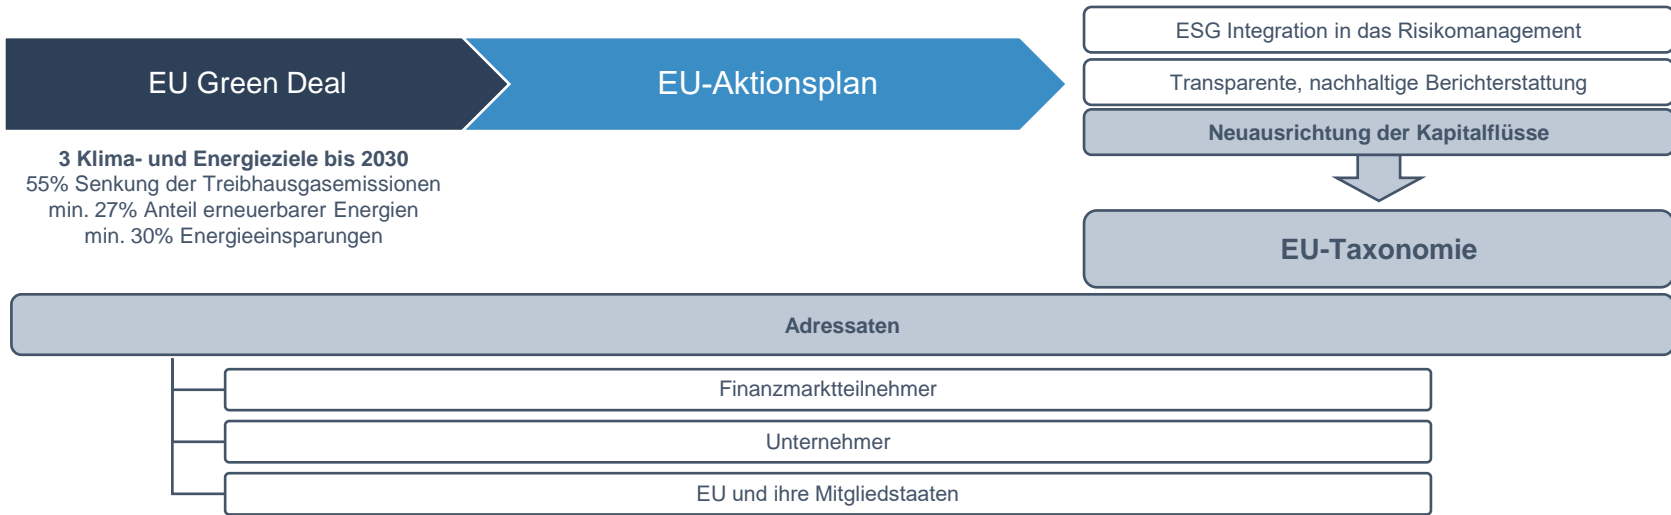 EU Green Deal
EU-Aktionsplan
ESG Integration in das Risikomanagement
Transparente, nachhaltige Berichterstattung
Neuausrichtung der Kapitalflüsse
3 Klima- und Energieziele bis 2030
55% Senkung der Treibhausgasemissionen
min. 27% Anteil erneuerbarer Energien
min. 30% Energieeinsparungen
EU-Taxonomie
Adressaten
Finanzmarktteilnehmer
Unternehmer
EU und ihre Mitgliedstaaten